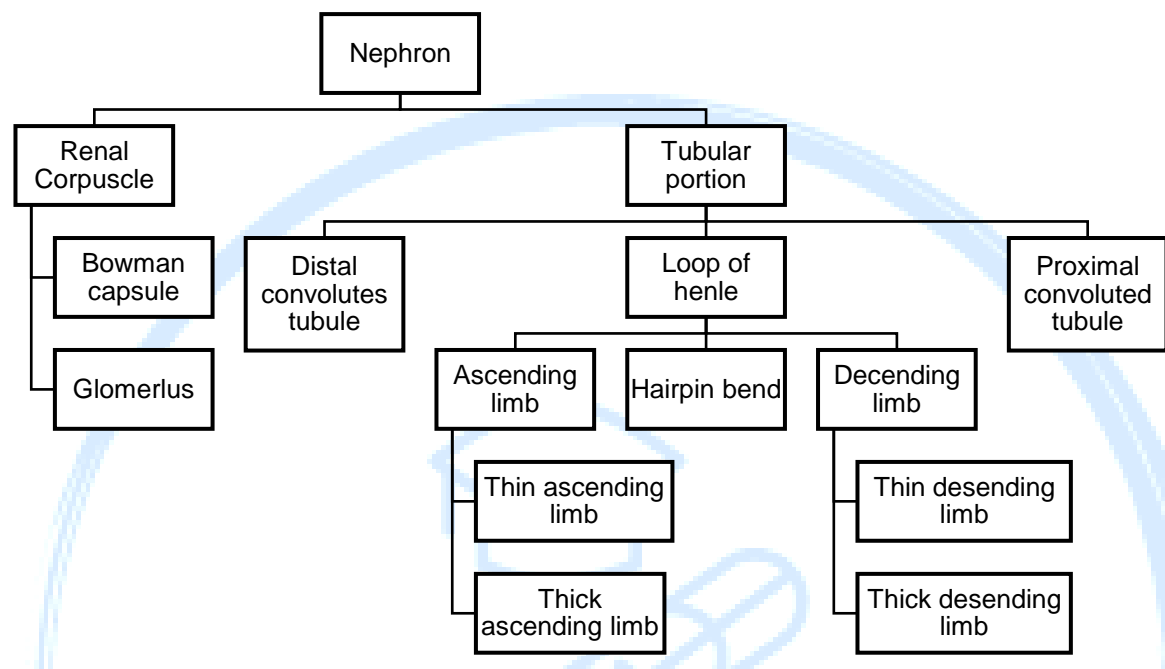 Nephron
Renal
Corpuscle
Tubular
portion
Bowman
capsule
Distal
convolutes
tubule
Loop of
henle
Proximal
convoluted
tubule
Glomerlus
Ascending
limb
Hairpin bend
Decending
limb
Thin ascending
limb
Thin desending
limb
Thick
ascending limb
Thick desending
limb